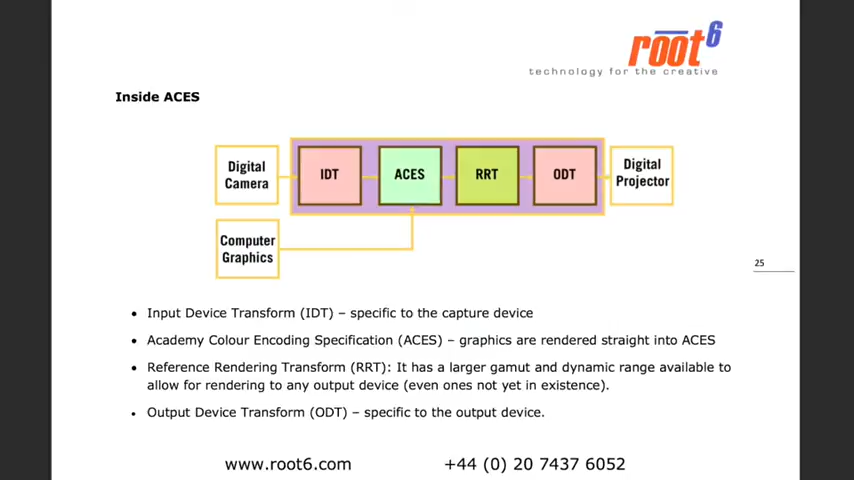 root6
technology for the creative
Inside ACES
Digital
Camera
IDT
ACES
RRT
ODT
Digital
Projector
Computer
Graphics
25
• Input Device Transform (IDT) – specific to the capture device
• Academy Colour Encoding Specification (ACES) – graphics are rendered straight into ACES
• Reference Rendering Transform (RRT): It has a larger gamut and dynamic range available to
allow for rendering to any output device (even ones not yet in existence).
• Output Device Transform (ODT) – specific to the output device.
www.root6.com +44 (0) 20 7437 6052